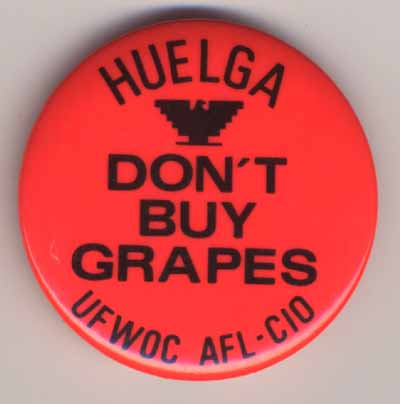 HUELGA
DON'T
BUY
GRAPES
UFWOC AFL-CIO